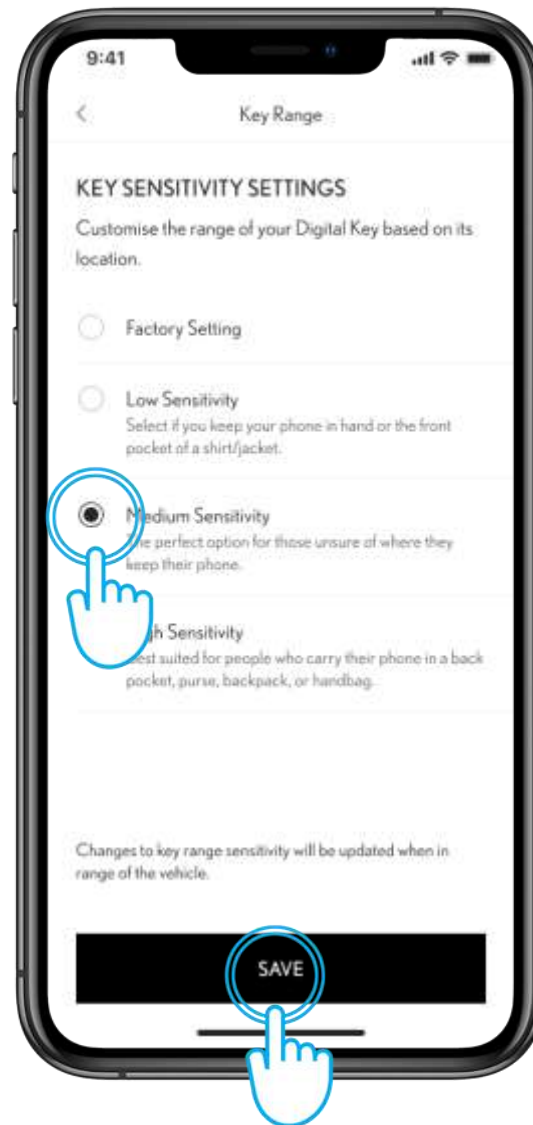 9:41
Key Range
KEY SENSITIVITY SETTINGS
Customise the range of your Digital Key based on its
location.
Factory Setting
Low Sensitivity
Select if you keep your phone in hand or the front
pocket of a shirt/jacket.
Medium Sensitivity
The perfect option for those unsure of where they
keep their phone.
High Sensitivity
Best suited for people who carry their phone in a back
pocket, purse, backpack, or handbag.
Changes to key range sensitivity will be updated when in
range of the vehicle.
SAVE